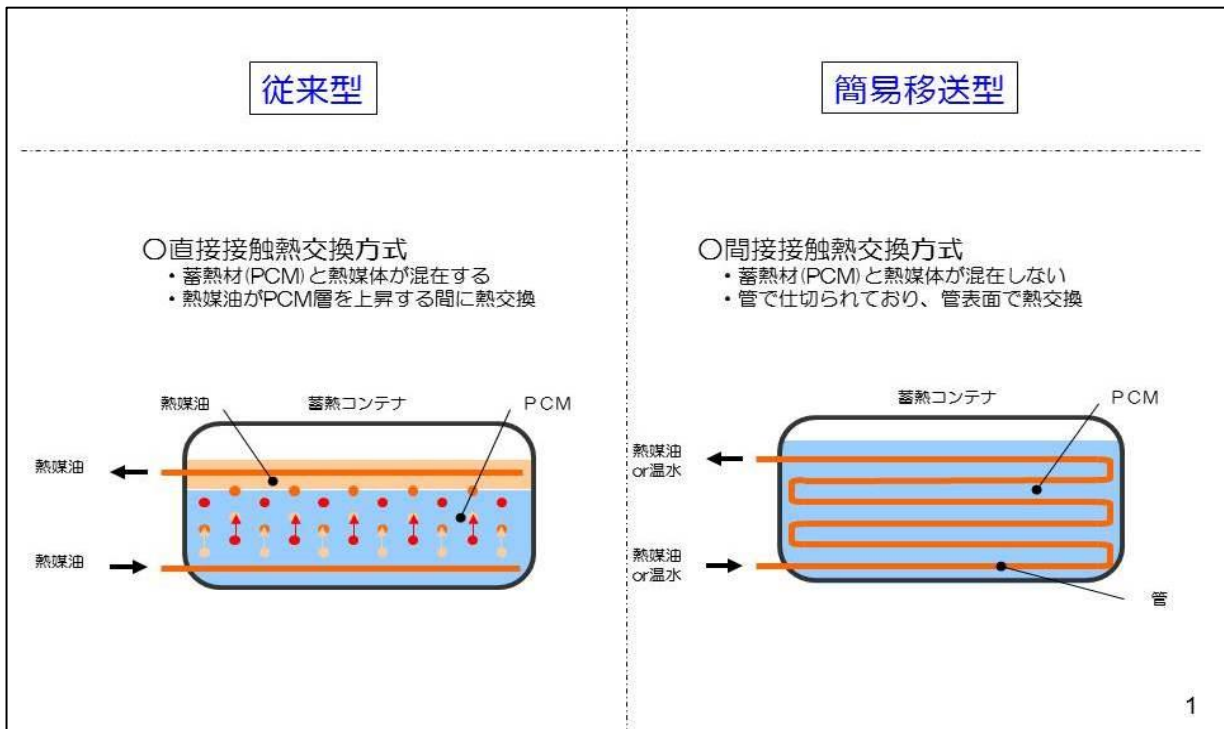 従来型
〇直接接触熱交換方式
・蓄熱材(PCM)と熱媒体が混在する
・熱媒油がPCM層を上昇する間に熱交換
熱媒油
蓄熱コンテナ
PCM
熱媒油
熱媒油
簡易移送型
〇間接接触熱交換方式
・蓄熱材(PCM)と熱媒体が混在しない
・管で仕切られており、管表面で熱交換
蓄熱コンテナ
PCM
熱媒油
or温水
熱媒油
or温水
管
1